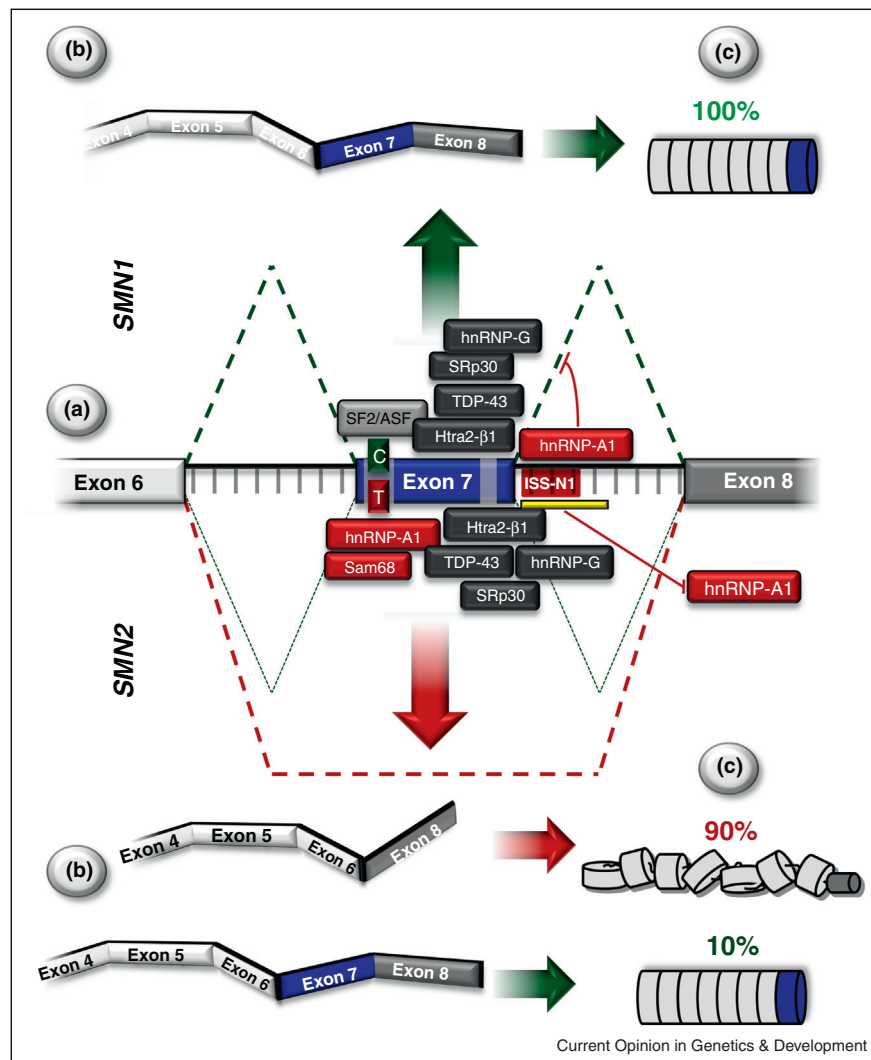 (b)
(c)
Exon 4
Exon 5
Exon 6
Exon 7
Exon 8
100%
SMN1
hnRNP-G
SRp30
TDP-43
SF2/ASF
Htra2-β1
hnRNP-A1
(a)
C
Exon 6
Exon 7
ISS-N1
Exon 8
T
hnRNP-A1
Htra2-β1
Sam68
TDP-43
hnRNP-G
hnRNP-A1
SRp30
SMN2
(c)
90%
Exon 4
Exon 5
Exon 6
Exon 8
(b)
10%
Exon 4
Exon 5
Exon 6
Exon 7
Exon 8
Current Opinion in Genetics & Development